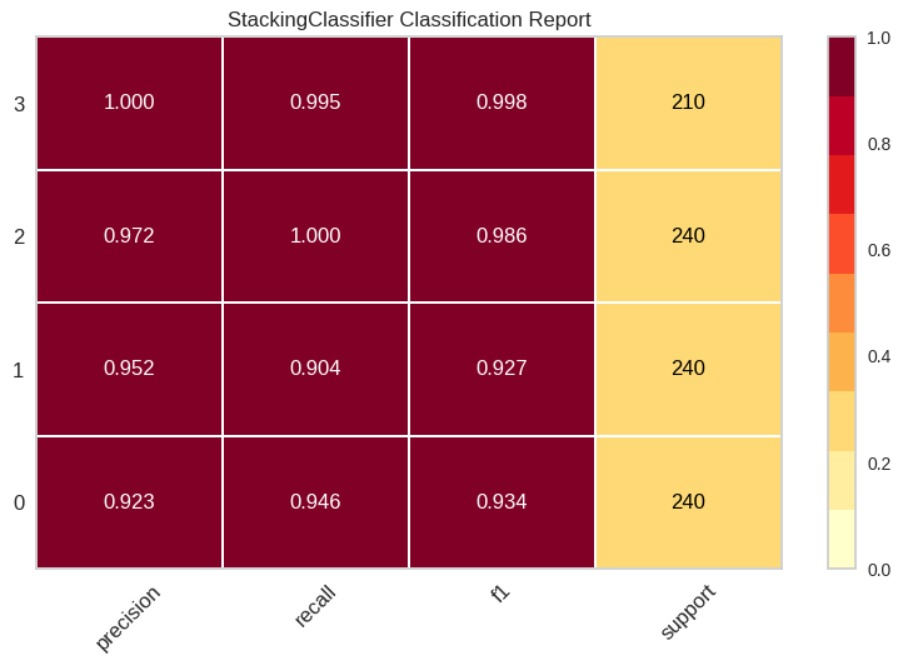 StackingClassifier Classification Report
3 1.000 0.995 0.998 210
2 0.972 1.000 0.986 240
1 0.952 0.904 0.927 240
0 0.923 0.946 0.934 240
precision recall f1 support
1.0
0.8
0.6
0.4
0.2
0.0